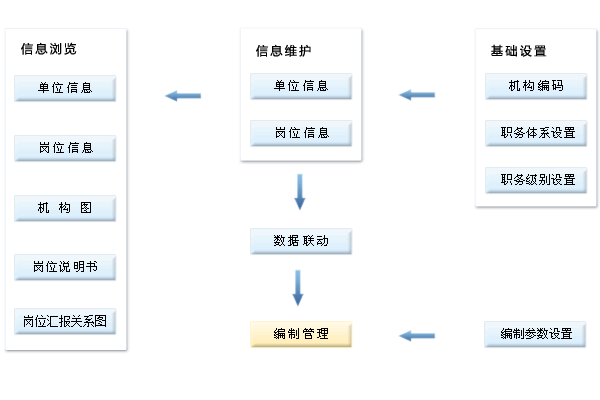 信息浏览
单位信息
岗位信息
机 构 图
岗位说明书
岗位汇报关系图
信息维护
单位信息
岗位信息
数据联动
编制管理
基础设置
机构编码
职务体系设置
职务级别设置
编制参数设置